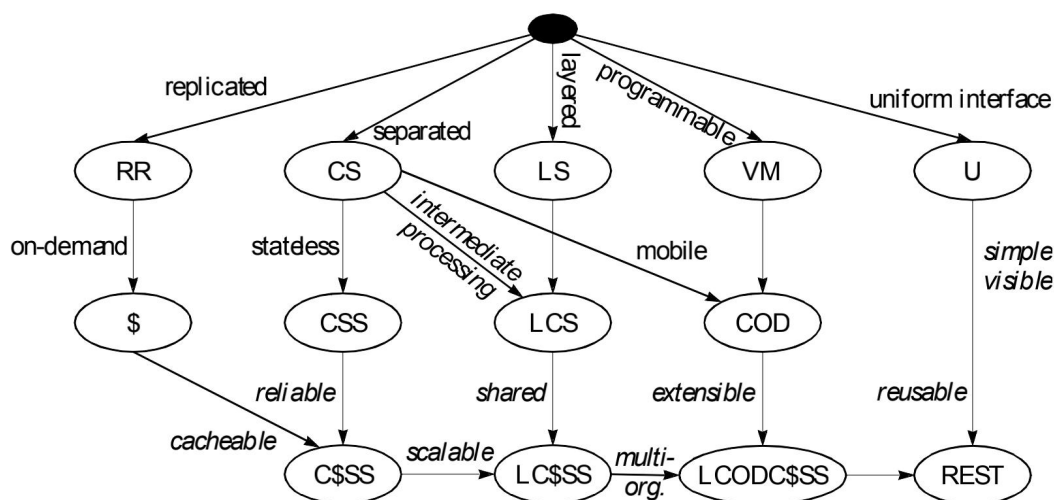 replicated
separated
layered
programmable
uniform interface
RR
CS
LS
VM
U
on-demand
stateless
intermediate
processing
mobile
simple
visible
$
CSS
LCS
COD
reliable
cacheable
shared
extensible
reusable
scalable
multi-
org.
C$SS
LC$SS
LCODC$SS
REST